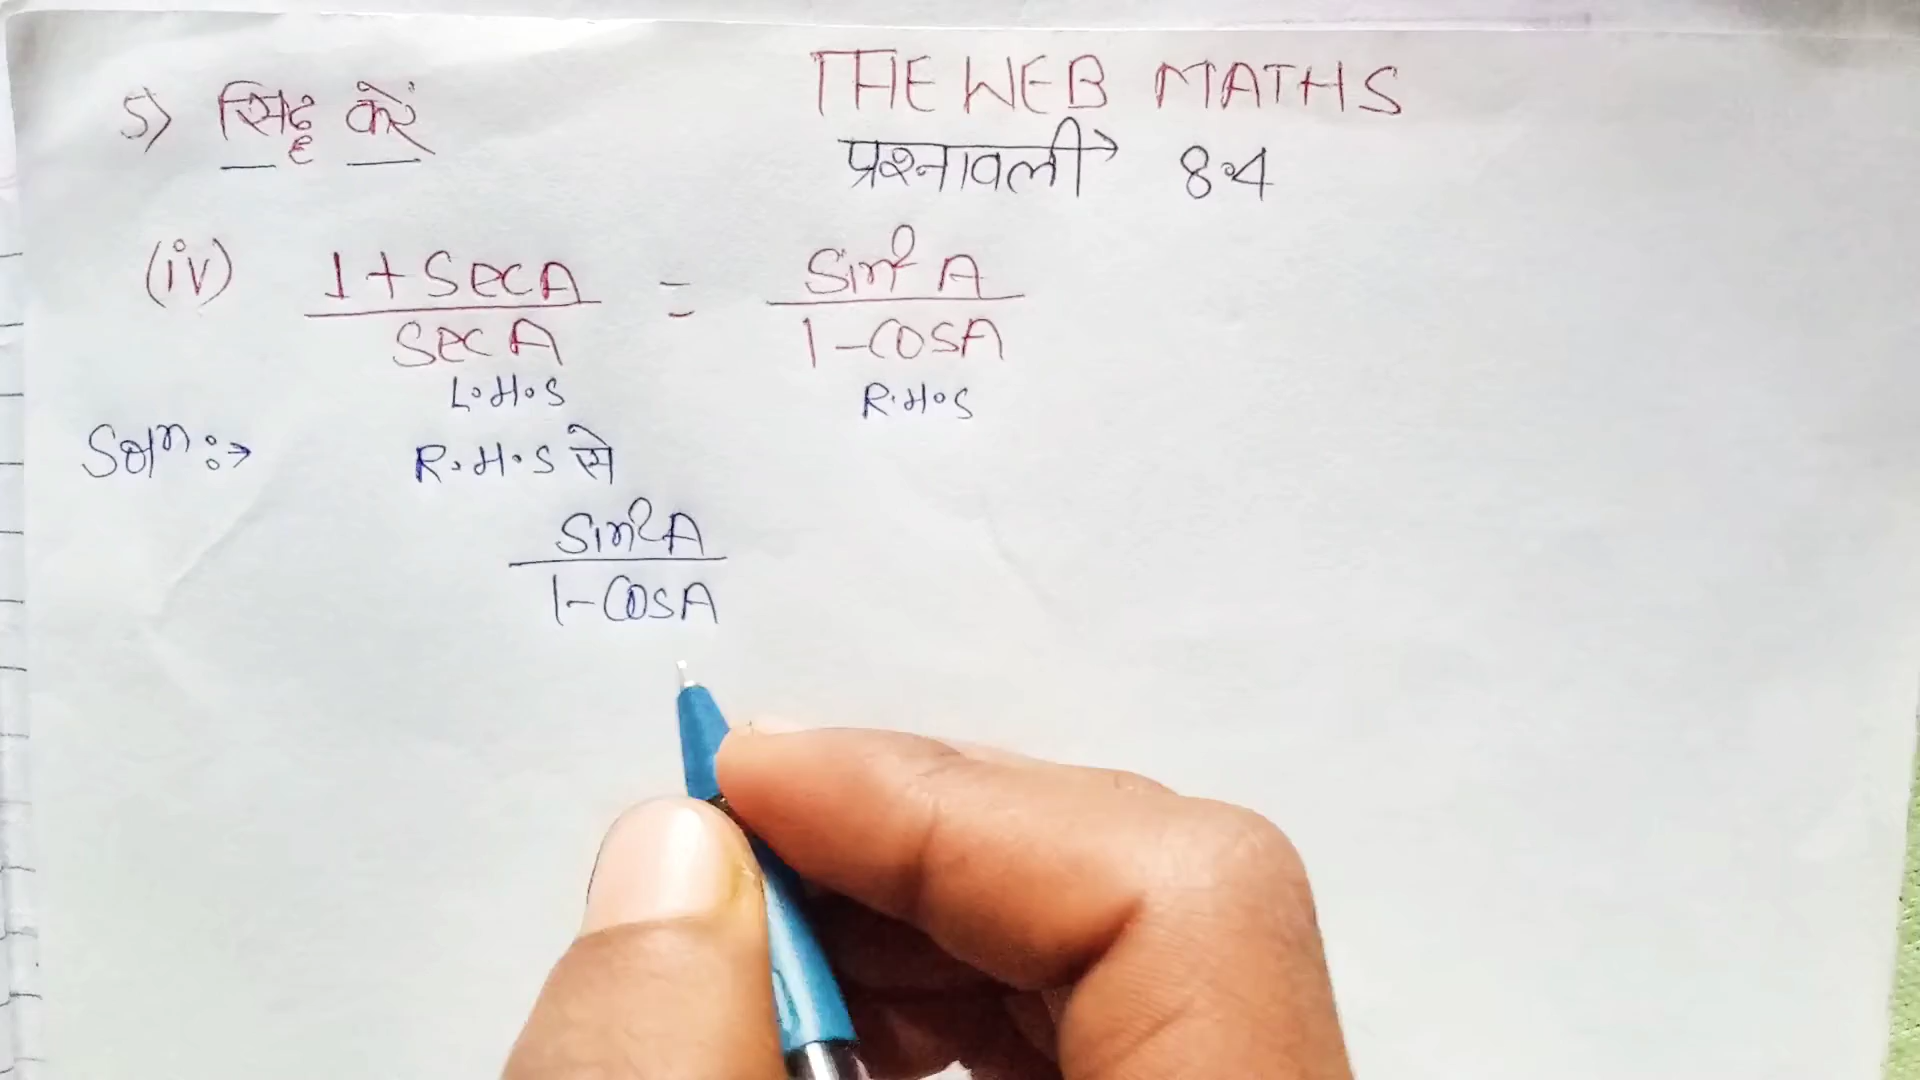 THE WEB MATHS
5) सिद्ध करें
प्रश्नावली → 8.4
(iv) 1+SecA / SecA = Sin²A / 1-COSA
L.H.S R.H.S
Solⁿ :→ R.H.S से
Sin²A
1-COSA